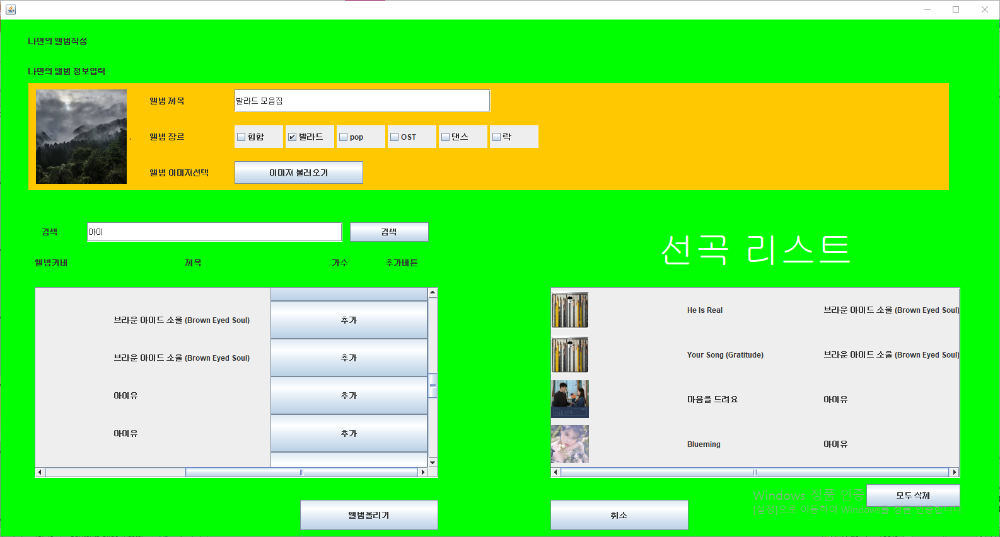 나만의 앨범작성
나만의 앨범 정보입력
앨범 제목
발라드 모음집
앨범 장르
힙합
발라드
pop
OST
댄스
락
앨범 이미지선택
이미지 불러오기
검색
아이
검색
선곡 리스트
앨범커버
제목
가수
추가버튼
브라운 아이드 소울 (Brown Eyed Soul)
추가
브라운 아이드 소울 (Brown Eyed Soul)
추가
아이유
추가
아이유
추가
He Is Real
브라운 아이드 소울 (Brown Eyed Soul)
Your Song (Gratitude)
브라운 아이드 소울 (Brown Eyed Soul)
마음을 드려요
아이유
Blueming
아이유
Windows 정품 인증
모두 삭제
[설정]으로 이동하여 Windows를 정품 인증합니다.
앨범올리기
취소